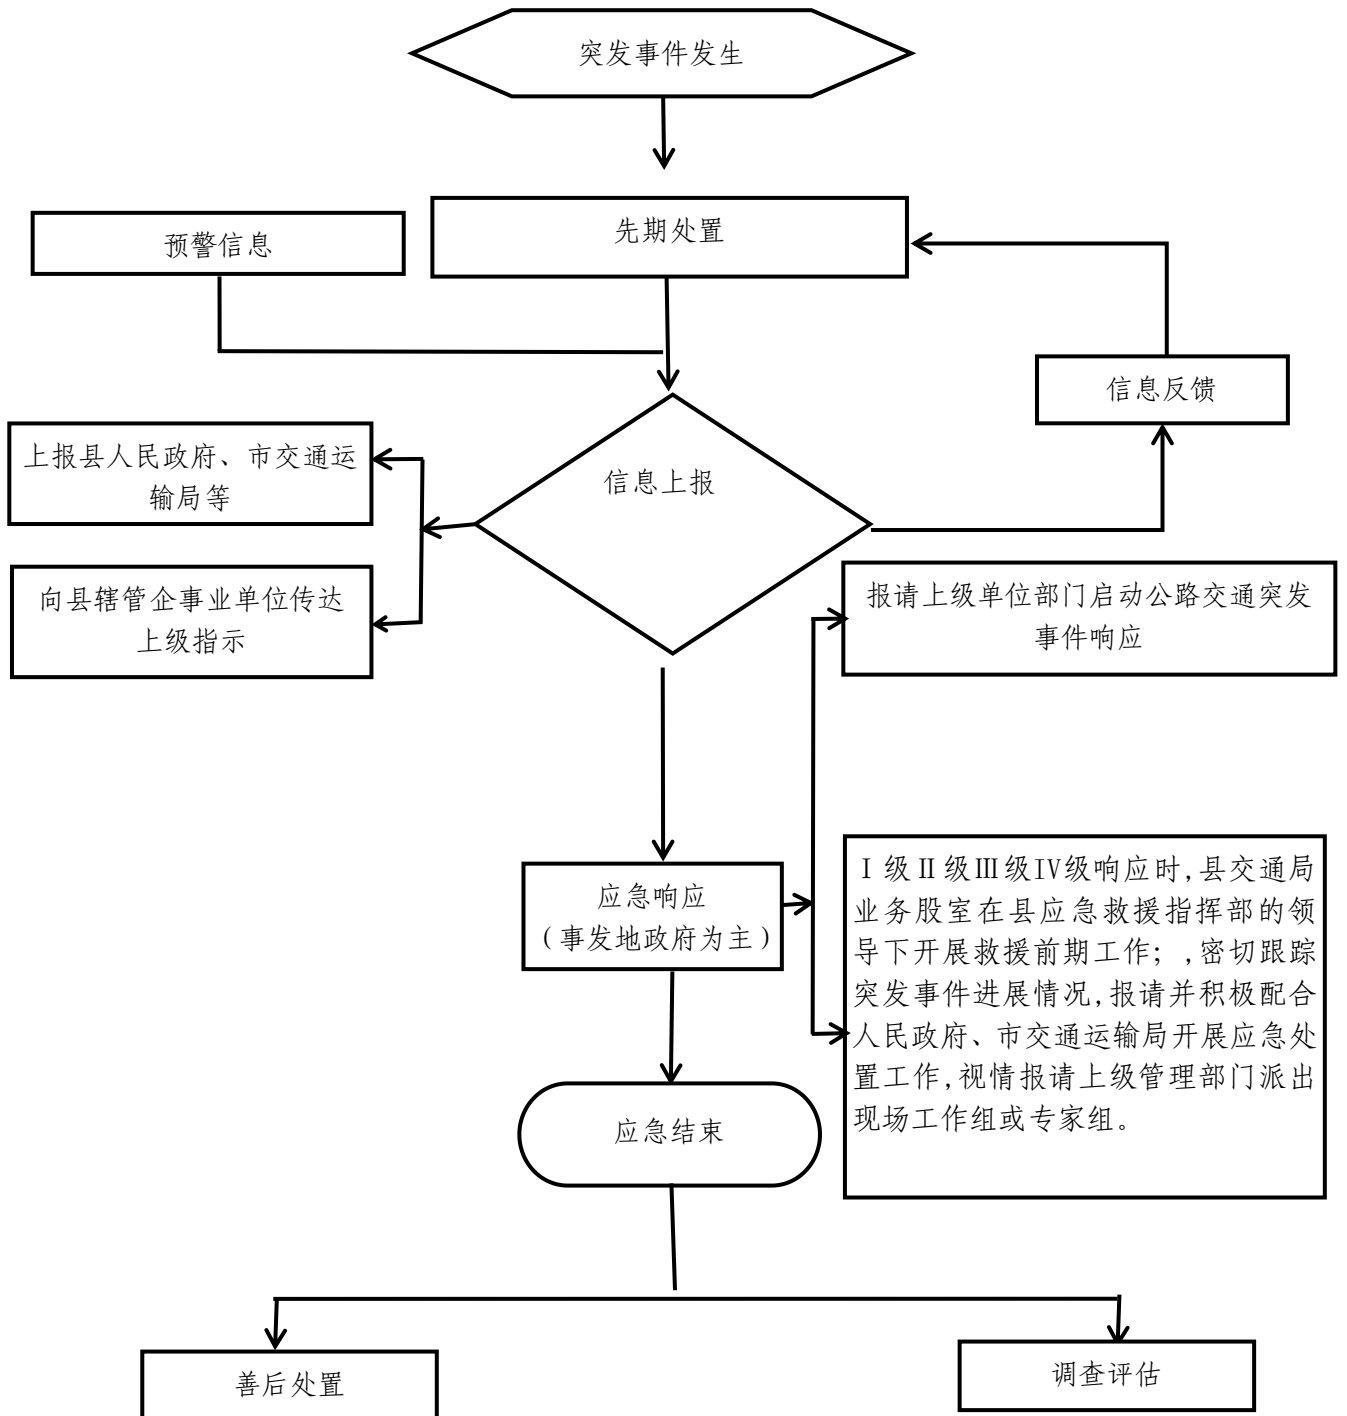 突发事件发生
先期处置
预警信息
信息反馈
信息上报
上报县人民政府、市交通运
输局等
向县辖管企事业单位传达
上级指示
报请上级单位部门启动公路交通突发
事件响应
应急响应
(事发地政府为主)
Ⅰ级Ⅱ级Ⅲ级IV级响应时,县交通局
业务股室在县应急救援指挥部的领
导下开展救援前期工作；,密切跟踪
突发事件进展情况,报请并积极配合
人民政府、市交通运输局开展应急处
置工作,视情报请上级管理部门派出
现场工作组或专家组。
应急结束
善后处置
调查评估